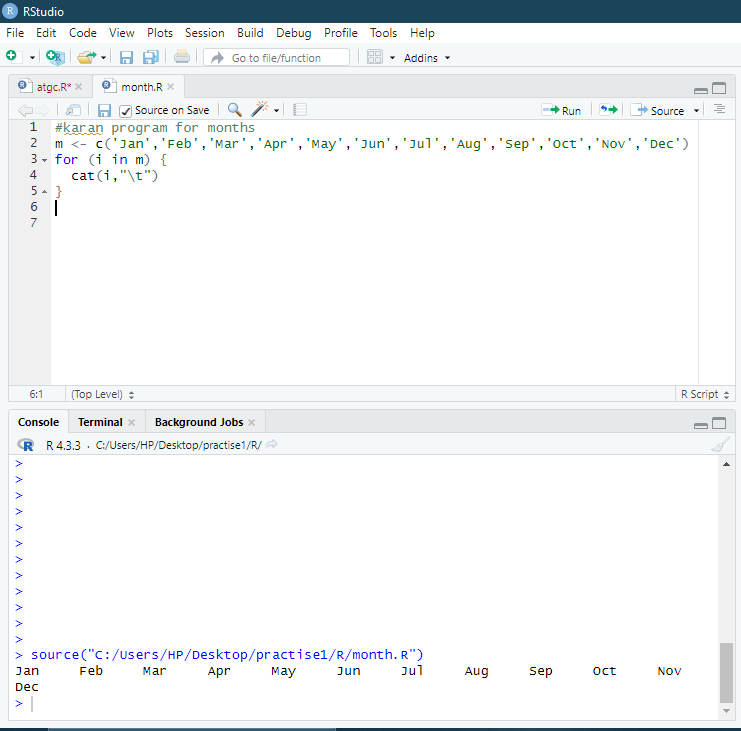 RStudio
File Edit Code View Plots Session Build Debug Profile Tools Help
Go to file/function Addins
atgc.R* month.R
Source on Save Run Source
1 #karan program for months
2 m <- c('Jan','Feb','Mar','Apr','May','Jun','Jul','Aug','Sep','Oct','Nov','Dec')
3 for (i in m) {
4 cat(i,"\t")
5 }
6
7
6:1 (Top Level) R Script
Console Terminal Background Jobs
R 4.3.3 · C:/Users/HP/Desktop/practise1/R/
>
>
>
>
>
>
>
>
>
>
>
>
> source("C:/Users/HP/Desktop/practise1/R/month.R")
Jan Feb Mar Apr May Jun Jul Aug Sep Oct Nov
Dec
>